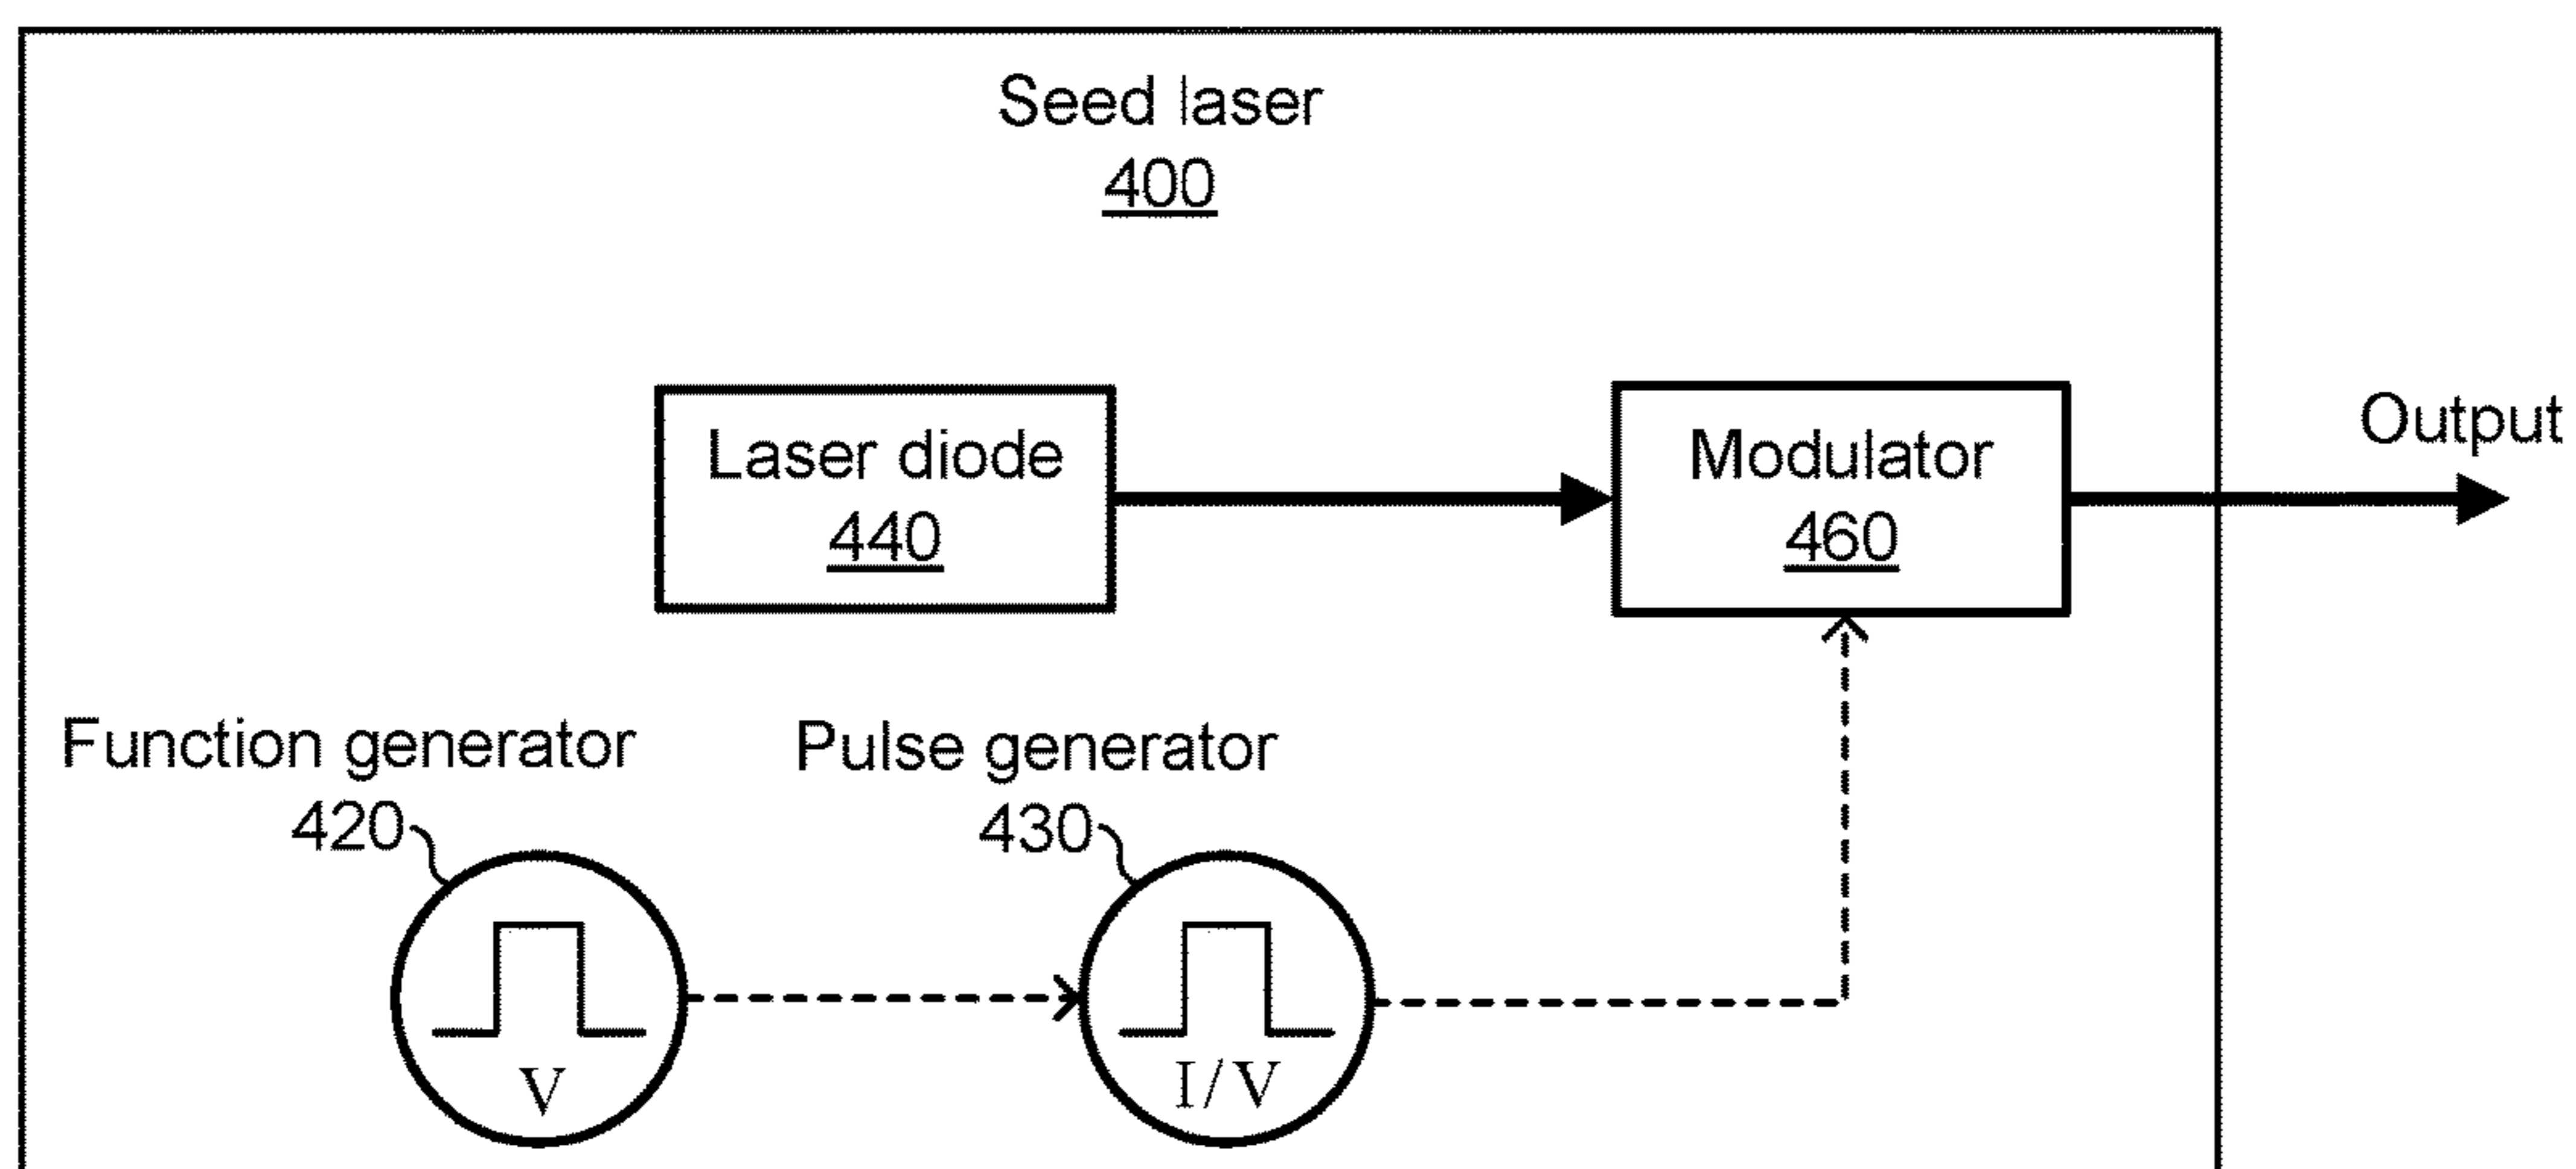 Seed laser
400
Laser diode
440
Modulator
460
Output
Function generator
420
Pulse generator
430
V
I/V